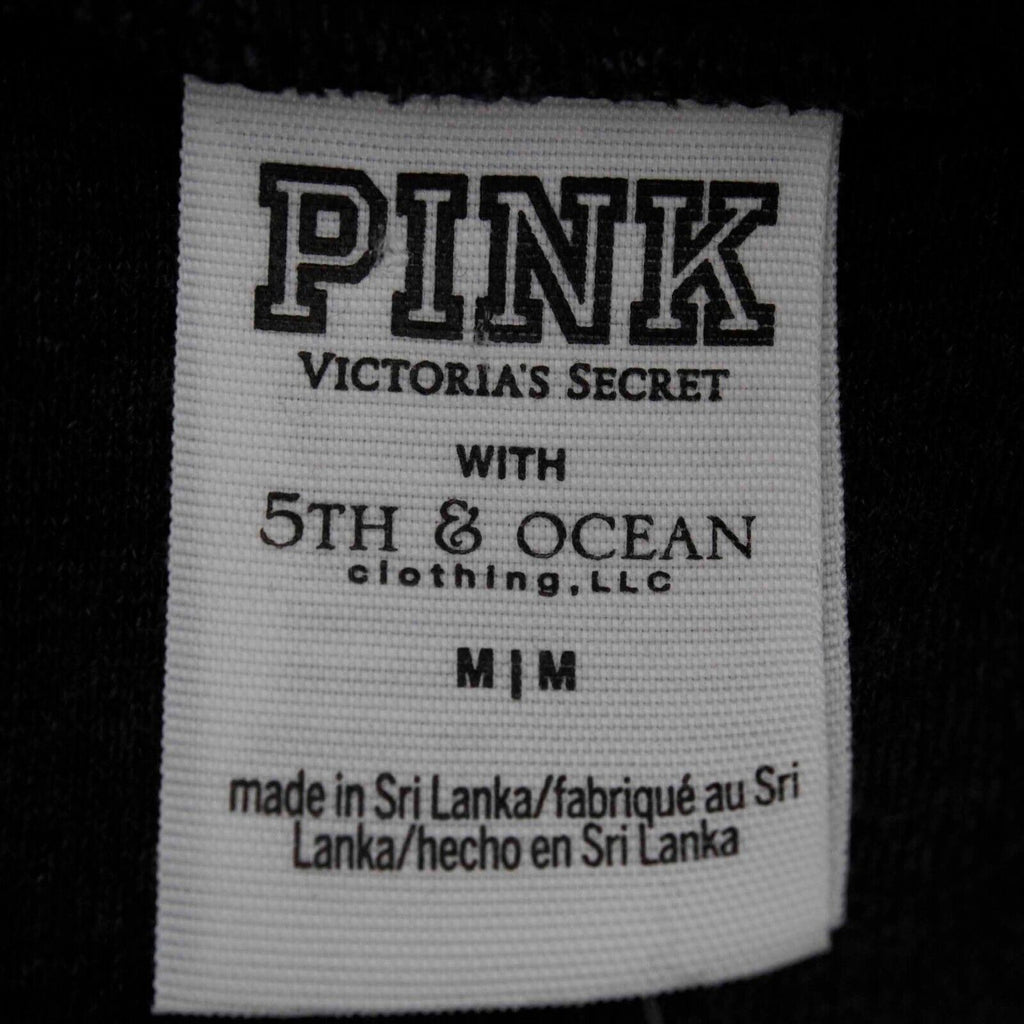 PINK
VICTORIA'S SECRET
WITH
5TH & OCEAN
clothing, LLC
M|M
made in Sri Lanka/fabriqué au Sri
Lanka/hecho en Sri Lanka